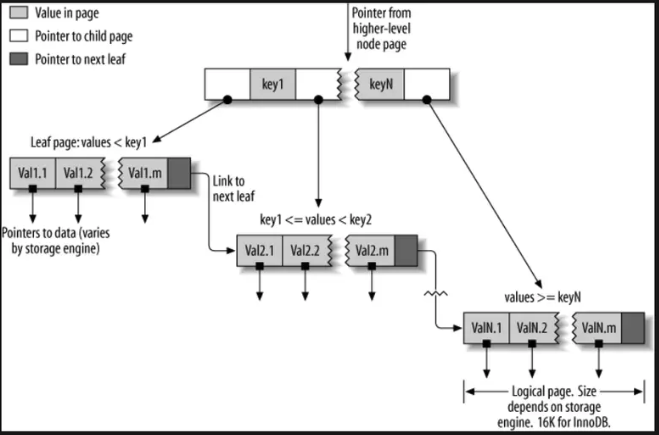 Value in page
Pointer to child page
Pointer to next leaf
Pointer from
higher-level
node page
key1
keyN
Leaf page: values < key1
Val1.1
Val1.2
Val1.m
Link to
next leaf
Pointers to data (varies
by storage engine)
key1 <= values < key2
Val2.1
Val2.2
Val2.m
values >= keyN
ValN.1
ValN.2
ValN.m
Logical page. Size
depends on storage
engine. 16K for InnoDB.